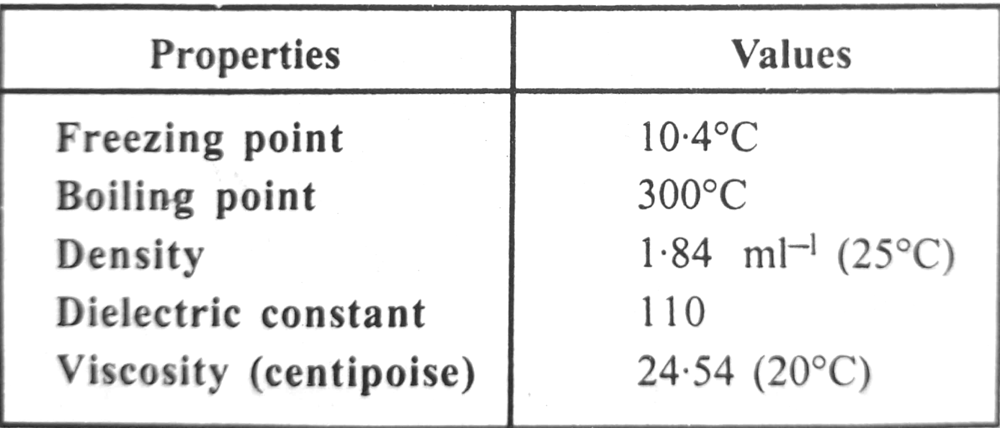 Properties Values
Freezing point 10·4°C
Boiling point 300°C
Density 1·84 ml⁻¹ (25°C)
Dielectric constant 110
Viscosity (centipoise) 24·54 (20°C)